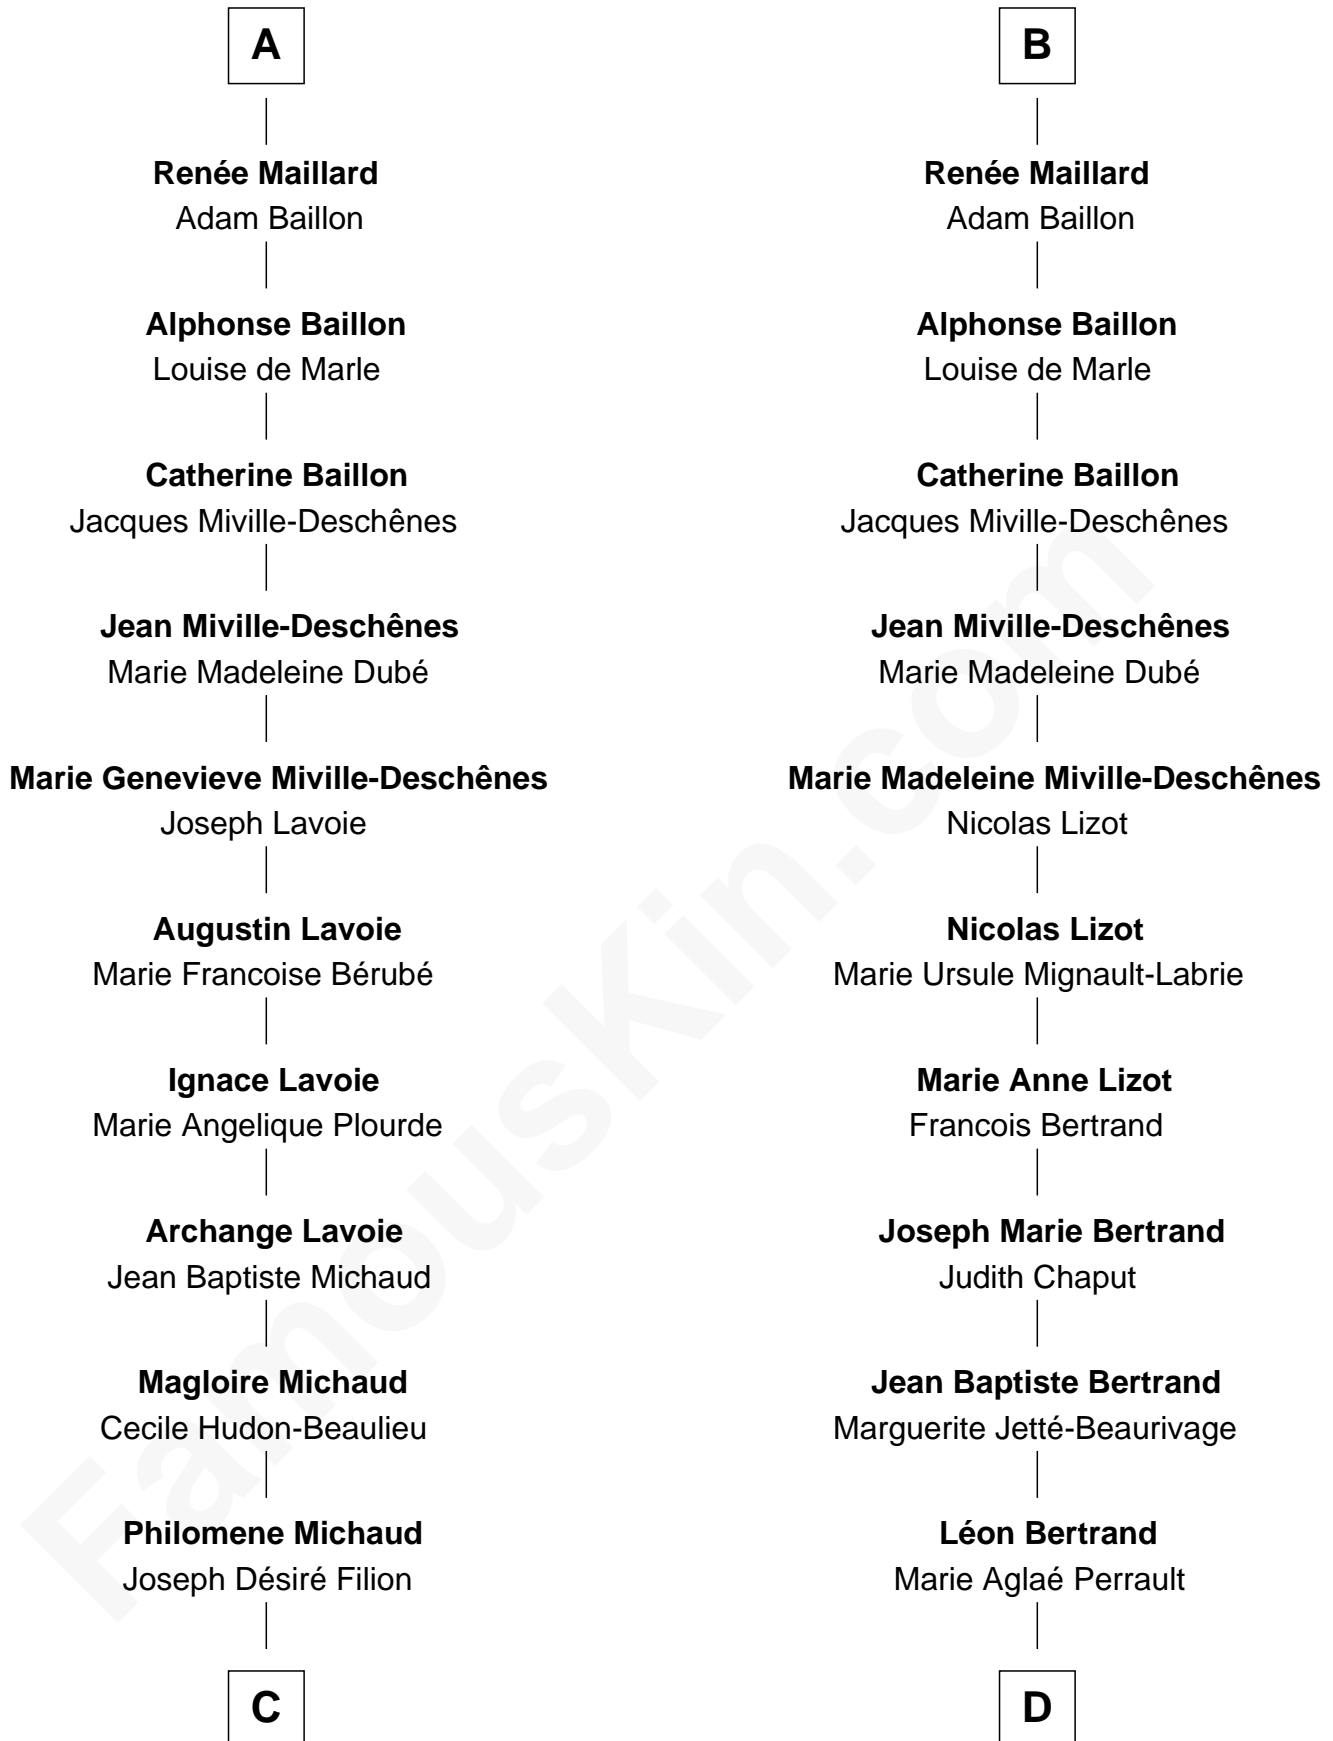 A
Renée Maillard
Adam Baillon
Alphonse Baillon
Louise de Marle
Catherine Baillon
Jacques Miville-Deschênes
Jean Miville-Deschênes
Marie Madeleine Dubé
Marie Genevieve Miville-Deschênes
Joseph Lavoie
Augustin Lavoie
Marie Francoise Bérubé
Ignace Lavoie
Marie Angelique Plourde
Archange Lavoie
Jean Baptiste Michaud
Magloire Michaud
Cecile Hudon-Beaulieu
Philomene Michaud
Joseph Désiré Filion
C
B
Renée Maillard
Adam Baillon
Alphonse Baillon
Louise de Marle
Catherine Baillon
Jacques Miville-Deschênes
Jean Miville-Deschênes
Marie Madeleine Dubé
Marie Madeleine Miville-Deschênes
Nicolas Lizot
Nicolas Lizot
Marie Ursule Mignault-Labrie
Marie Anne Lizot
Francois Bertrand
Joseph Marie Bertrand
Judith Chaput
Jean Baptiste Bertrand
Marguerite Jetté-Beaurivage
Léon Bertrand
Marie Aglaé Perrault
D
FamousKin.com